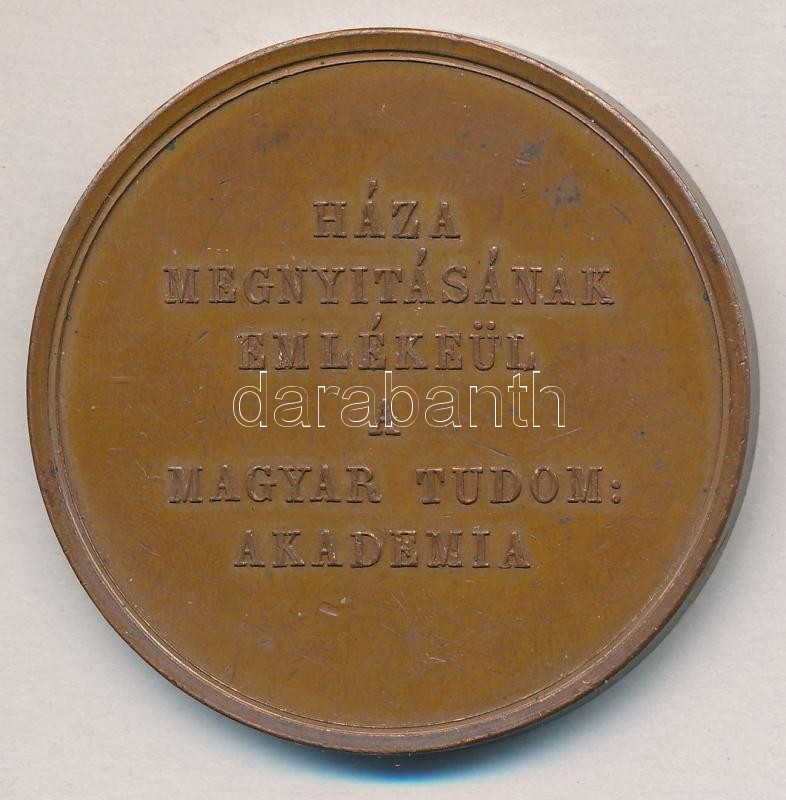 HÁZA
MEGNYITÁSÁNAK
EMLÉKEÜL
darabanth
A
MAGYAR TUDOM:
AKADEMIA